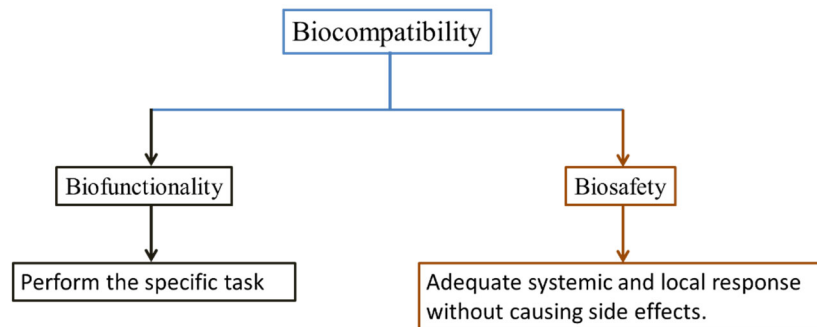 Biocompatibility
Biofunctionality
Biosafety
Perform the specific task
Adequate systemic and local response
without causing side effects.